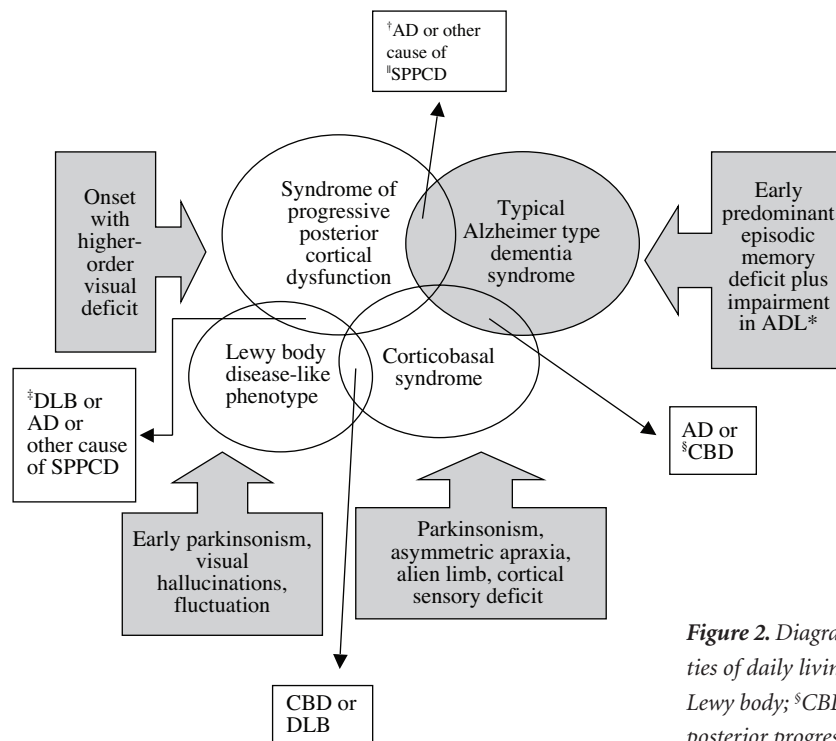 †AD or other
cause of
‖SPPCD
Onset
with
higher-
order
visual
deficit
Syndrome of
progressive
posterior
cortical
dysfunction
Typical
Alzheimer type
dementia
syndrome
Early
predominant
episodic
memory
deficit plus
impairment
in ADL*
Lewy body
disease-like
phenotype
Corticobasal
syndrome
‡DLB or
AD or
other cause
of SPPCD
AD or
§CBD
Early parkinsonism,
visual
hallucinations,
fluctuation
Parkinsonism,
asymmetric apraxia,
alien limb, cortical
sensory deficit
CBD or
DLB
Figure 2. Diagra
ties of daily livin
Lewy body; §CBD
posterior progres